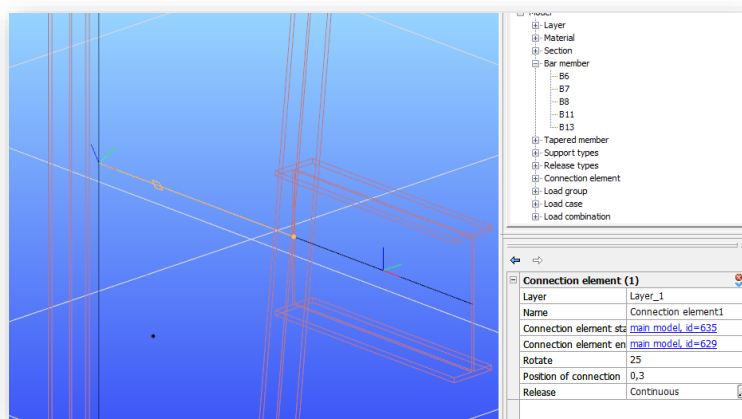 Model
Layer
Material
Section
Bar member
B6
B7
B8
B11
B13
Tapered member
Support types
Release types
Connection element
Load group
Load case
Load combination
Connection element (1)
Layer Layer_1
Name Connection element1
Connection element sta main model, id=635
Connection element en main model, id=629
Rotate 25
Position of connection 0,3
Release Continuous